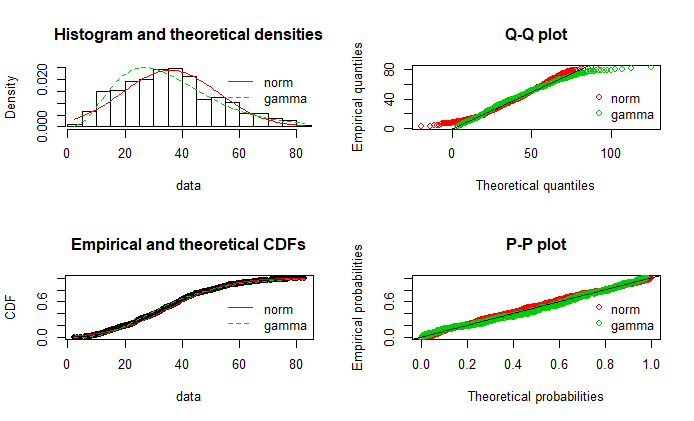 Histogram and theoretical densities
Density
0.000
0.020
norm
gamma
0 20 40 60 80
data
Q-Q plot
Empirical quantiles
0 40 80
norm
gamma
0 50 100
Theoretical quantiles
Empirical and theoretical CDFs
CDF
0.0 0.6
norm
gamma
0 20 40 60 80
data
P-P plot
Empirical probabilities
0.0 0.6
norm
gamma
0.0 0.2 0.4 0.6 0.8 1.0
Theoretical probabilities